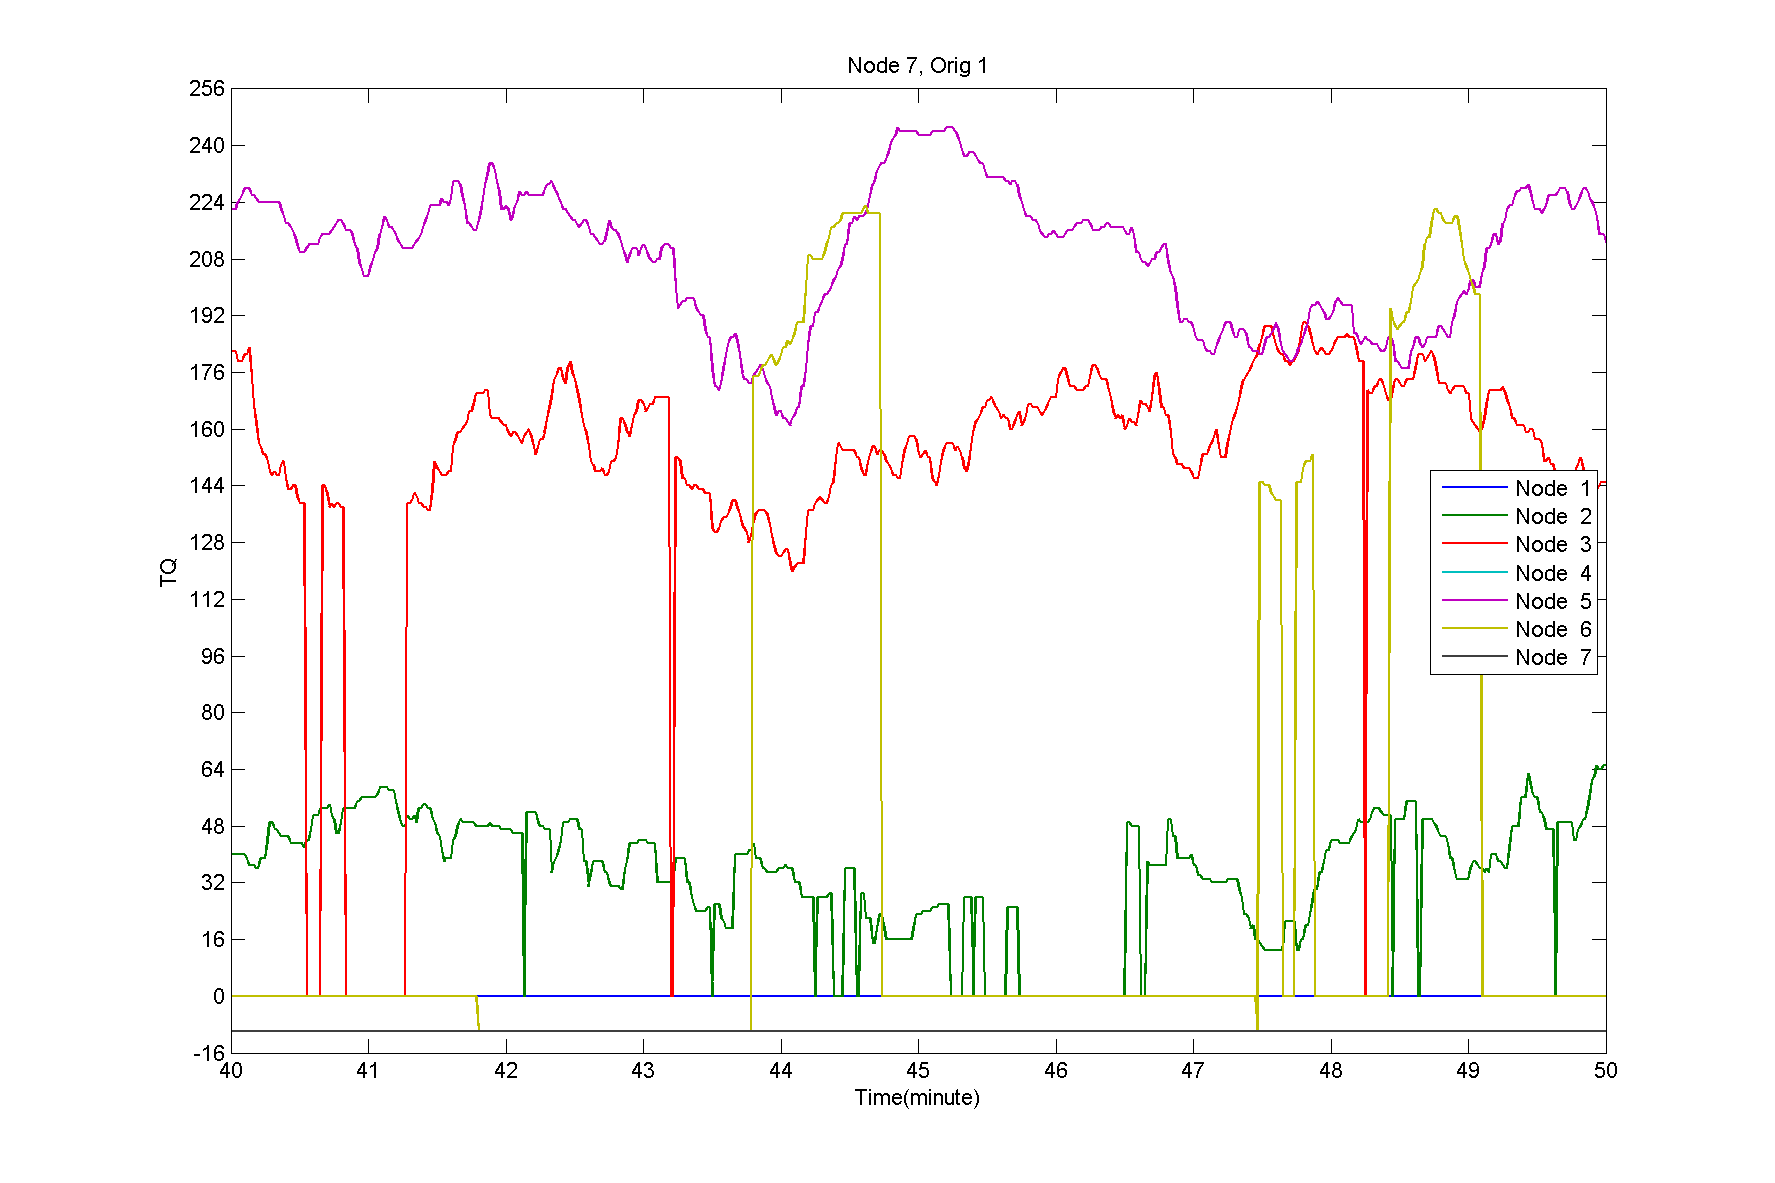 Node 7, Orig 1
256
240
224
208
192
176
160
144
128
112
96
80
64
48
32
16
0
-16
TQ
Node 1
Node 2
Node 3
Node 4
Node 5
Node 6
Node 7
40 41 42 43 44 45 46 47 48 49 50
Time(minute)